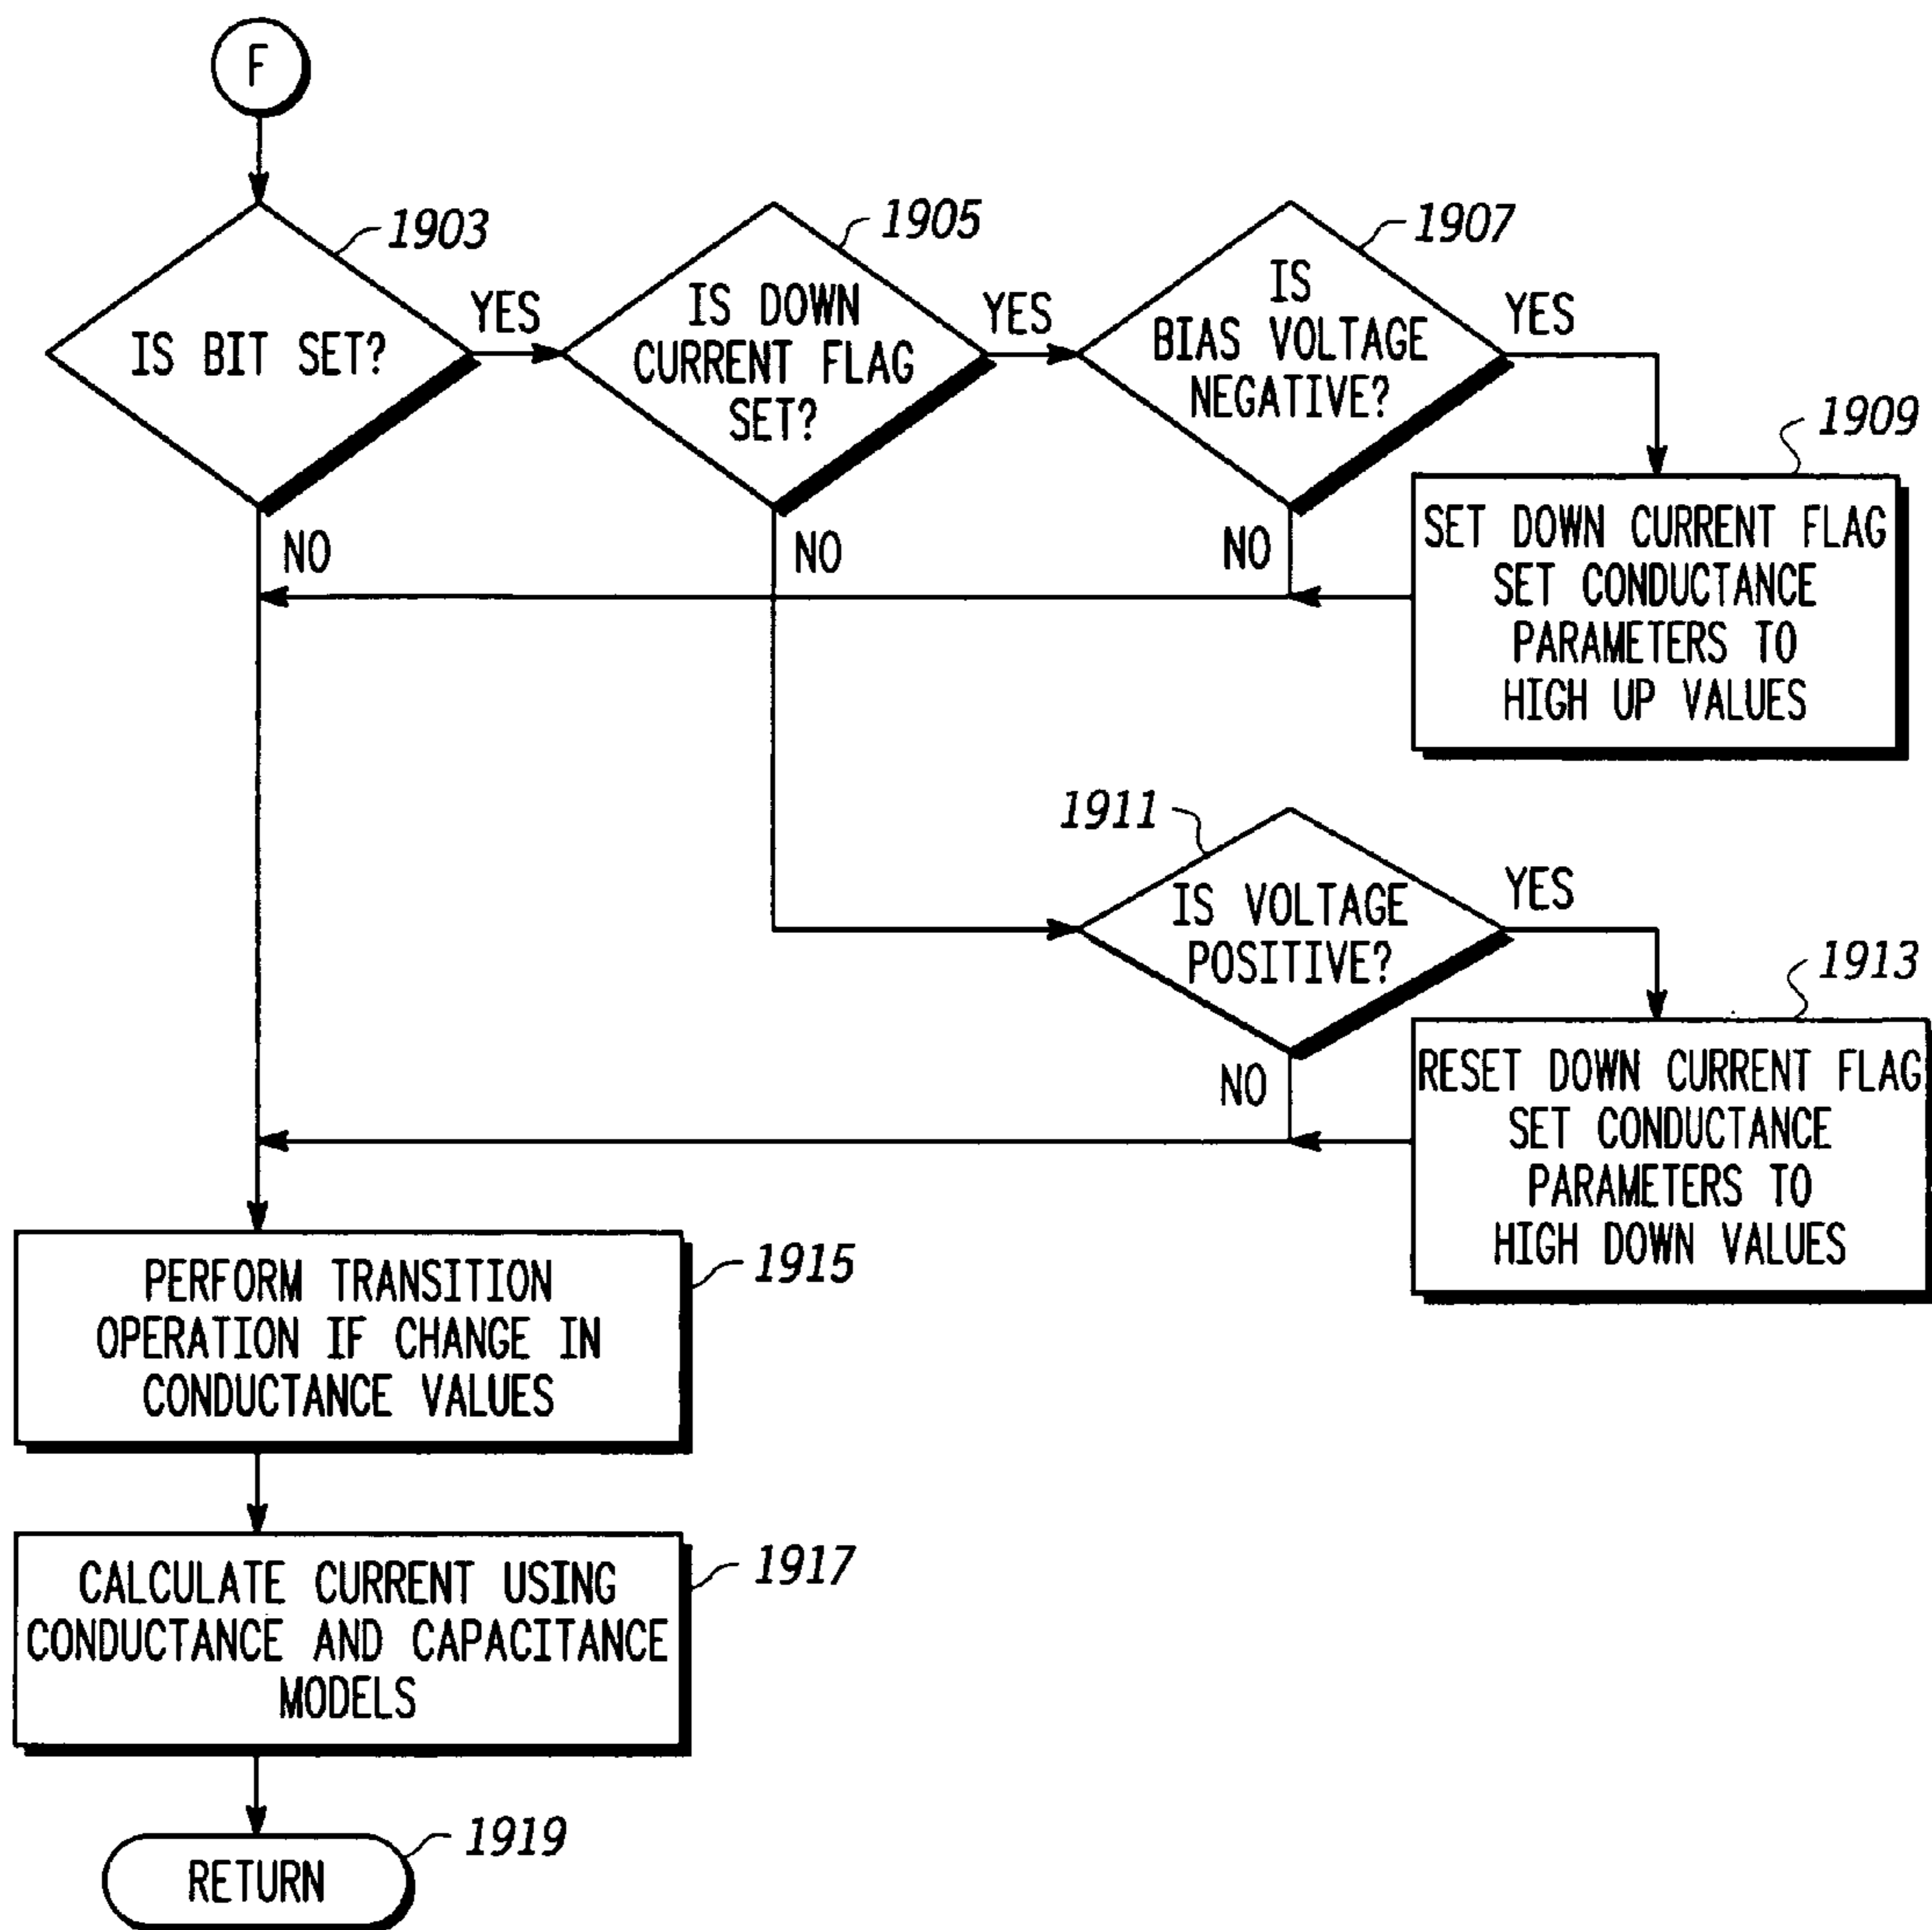 F
1903
IS BIT SET?
YES
NO
1905
IS DOWN
CURRENT FLAG
SET?
YES
NO
1907
IS
BIAS VOLTAGE
NEGATIVE?
YES
NO
1909
SET DOWN CURRENT FLAG
SET CONDUCTANCE
PARAMETERS TO
HIGH UP VALUES
1911
IS VOLTAGE
POSITIVE?
YES
NO
1913
RESET DOWN CURRENT FLAG
SET CONDUCTANCE
PARAMETERS TO
HIGH DOWN VALUES
1915
PERFORM TRANSITION
OPERATION IF CHANGE IN
CONDUCTANCE VALUES
1917
CALCULATE CURRENT USING
CONDUCTANCE AND CAPACITANCE
MODELS
1919
RETURN